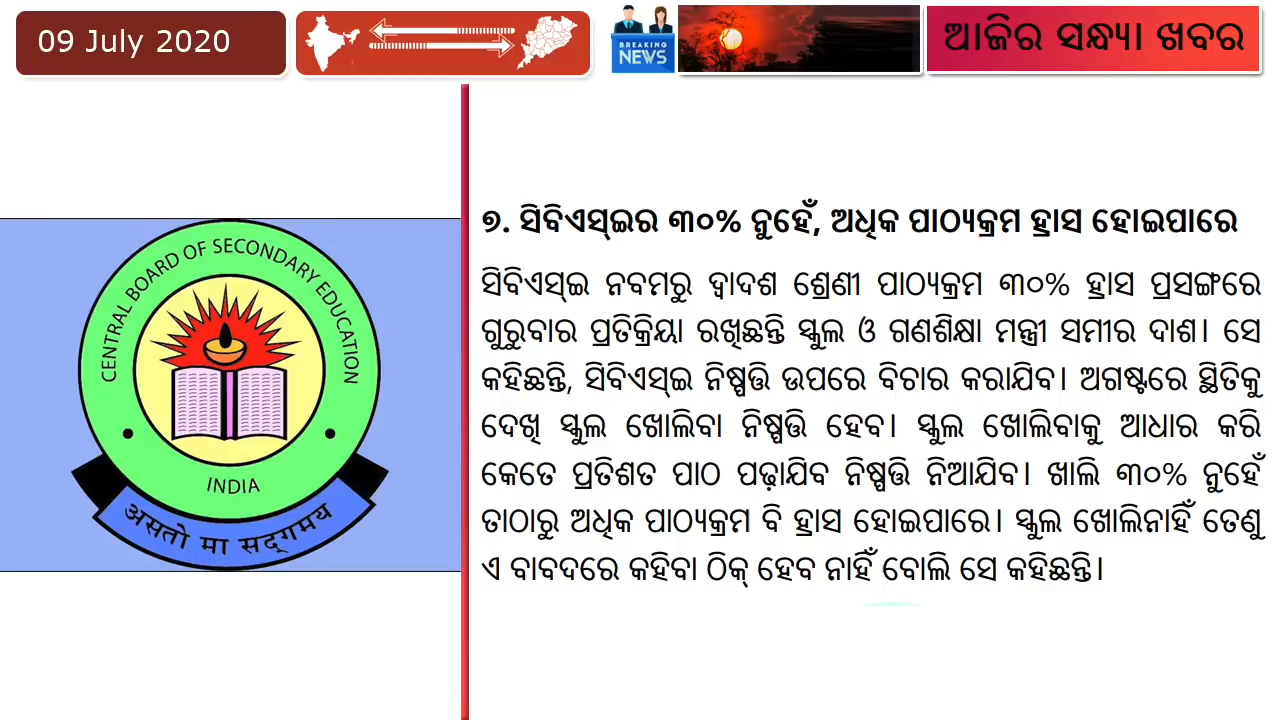 09 July 2020
BREAKING
NEWS
ଆଜିର ସନ୍ଧ୍ୟା ଖବର
CENTRAL BOARD OF SECONDARY EDUCATION
INDIA
असतो मा सद्गमय
୭. ସିବିଏସ୍ଇର ୩୦% ନୁହେଁ, ଅଧିକ ପାଠ୍ୟକ୍ରମ ହ୍ରାସ ହୋଇପାରେ
ସିବିଏସ୍ଇ ନବମରୁ ଦ୍ୱାଦଶ ଶ୍ରେଣୀ ପାଠ୍ୟକ୍ରମ ୩୦% ହ୍ରାସ ପ୍ରସଙ୍ଗରେ
ଗୁରୁବାର ପ୍ରତିକ୍ରିୟା ରଖିଛନ୍ତି ସ୍କୁଲ ଓ ଗଣଶିକ୍ଷା ମନ୍ତ୍ରୀ ସମୀର ଦାଶ। ସେ
କହିଛନ୍ତି, ସିବିଏସ୍ଇ ନିଷ୍ପତ୍ତି ଉପରେ ବିଚାର କରାଯିବ। ଅଗଷ୍ଟରେ ସ୍ଥିତିକୁ
ଦେଖି ସ୍କୁଲ ଖୋଲିବା ନିଷ୍ପତ୍ତି ହେବ। ସ୍କୁଲ ଖୋଲିବାକୁ ଆଧାର କରି
କେତେ ପ୍ରତିଶତ ପାଠ ପଢ଼ାଯିବ ନିଷ୍ପତ୍ତି ନିଆଯିବ। ଖାଲି ୩୦% ନୁହେଁ
ତାଠାରୁ ଅଧିକ ପାଠ୍ୟକ୍ରମ ବି ହ୍ରାସ ହୋଇପାରେ। ସ୍କୁଲ ଖୋଲିନାହିଁ ତେଣୁ
ଏ ବାବଦରେ କହିବା ଠିକ୍ ହେବ ନାହିଁ ବୋଲି ସେ କହିଛନ୍ତି।